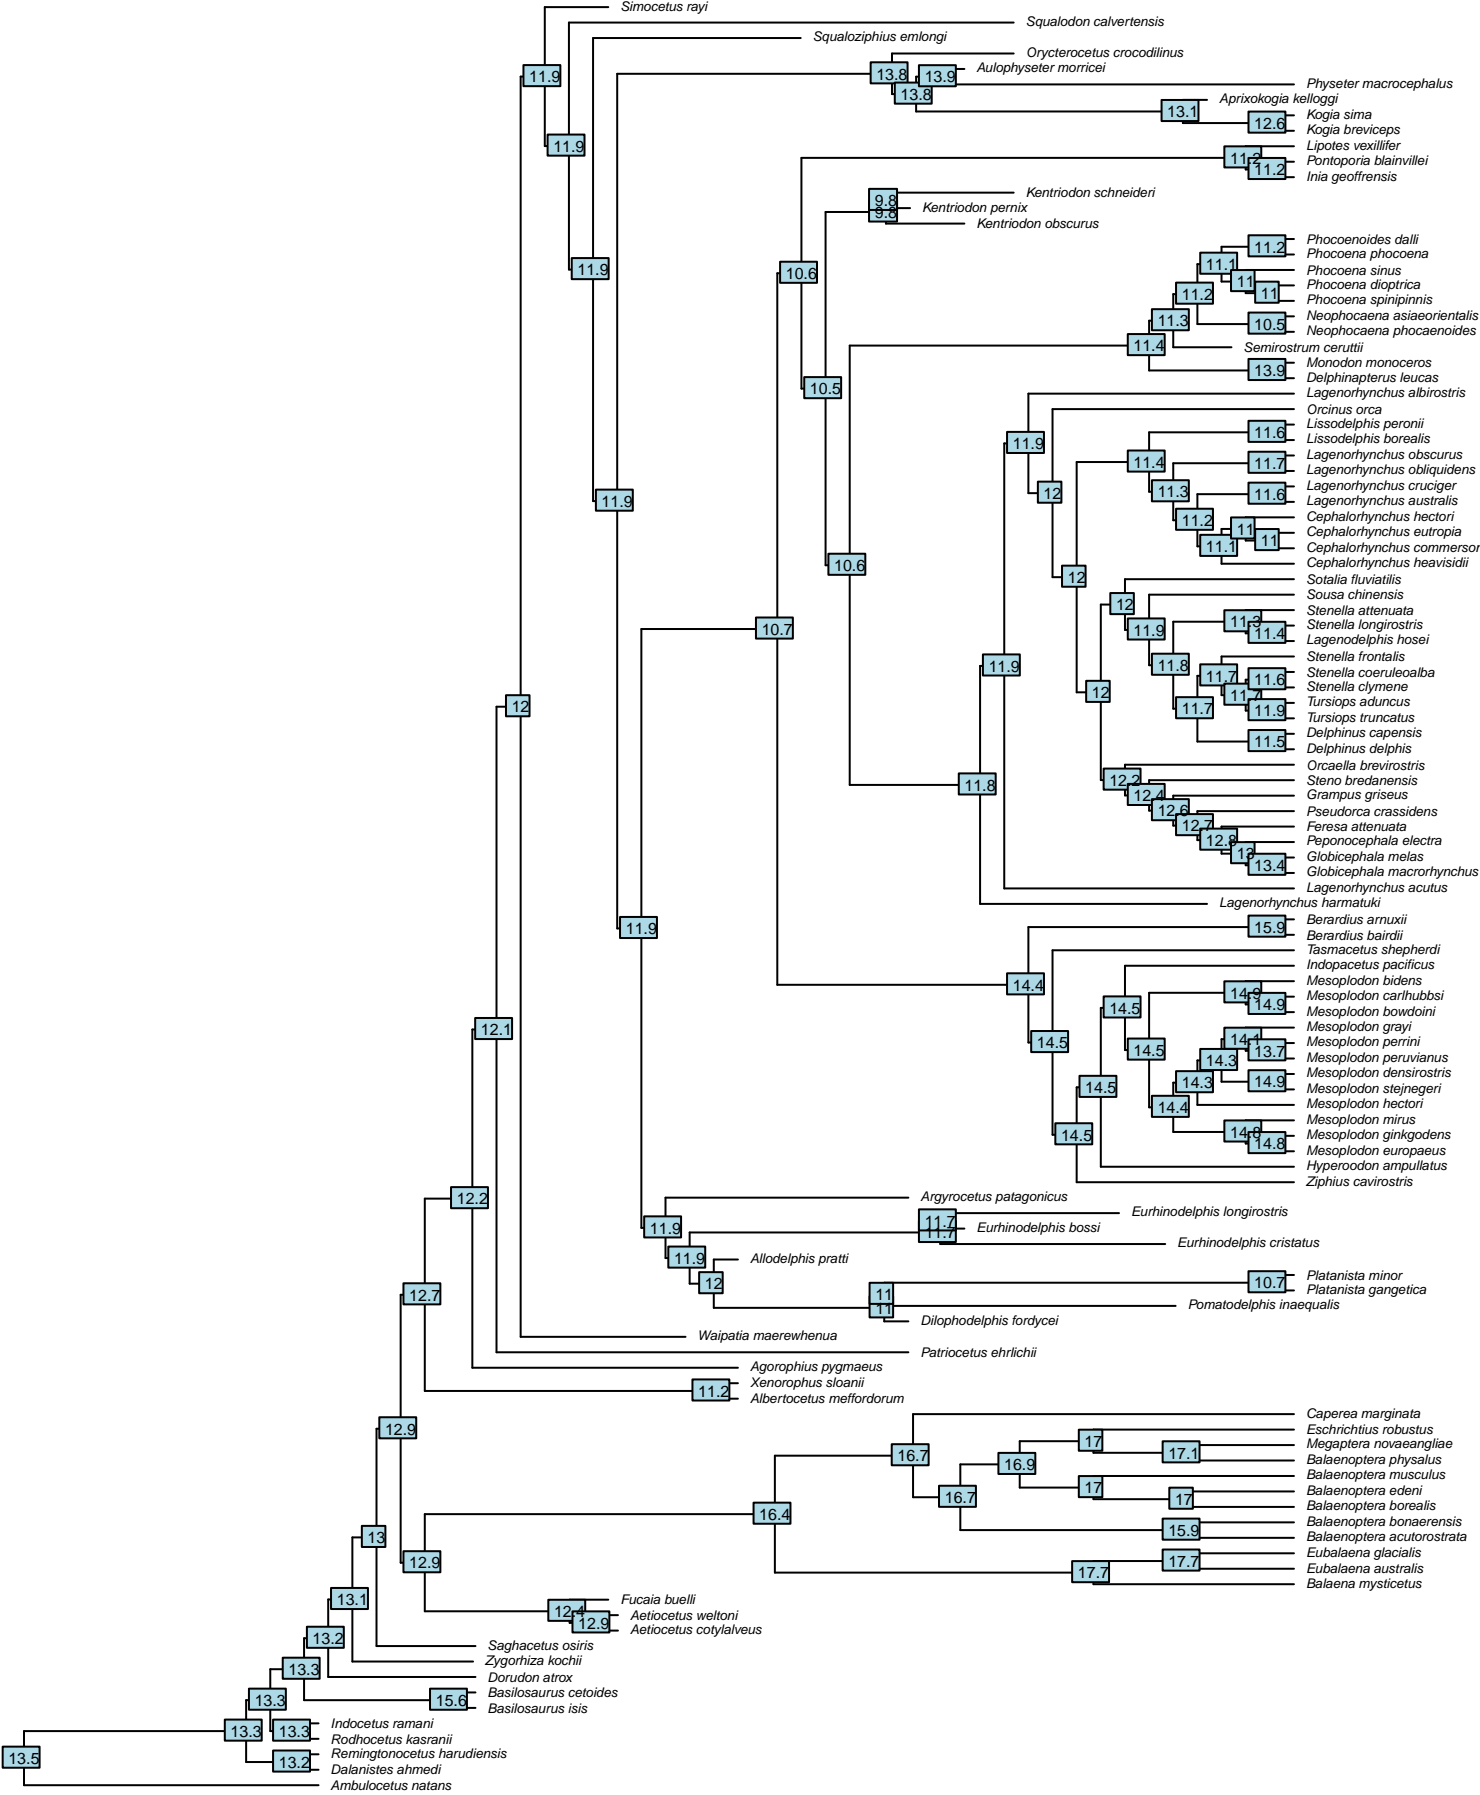 Simocetus rayi
Squalodon calvertensis
Squaloziphius emlongi
Orycterocetus crocodilinus
Aulophyseter morricei
Physeter macrocephalus
Aprixokogia kelloggi
Kogia sima
Kogia breviceps
Lipotes vexillifer
Pontoporia blainvillei
Inia geoffrensis
Kentriodon schneideri
Kentriodon pernix
Kentriodon obscurus
Phocoenoides dalli
Phocoena phocoena
Phocoena sinus
Phocoena dioptrica
Phocoena spinipinnis
Neophocaena asiaeorientalis
Neophocaena phocaenoides
Semirostrum ceruttii
Monodon monoceros
Delphinapterus leucas
Lagenorhynchus albirostris
Orcinus orca
Lissodelphis peronii
Lissodelphis borealis
Lagenorhynchus obscurus
Lagenorhynchus obliquidens
Lagenorhynchus cruciger
Lagenorhynchus australis
Cephalorhynchus hectori
Cephalorhynchus eutropia
Cephalorhynchus commerson
Cephalorhynchus heavisidii
Sotalia fluviatilis
Sousa chinensis
Stenella attenuata
Stenella longirostris
Lagenodelphis hosei
Stenella frontalis
Stenella coeruleoalba
Stenella clymene
Tursiops aduncus
Tursiops truncatus
Delphinus capensis
Delphinus delphis
Orcaella brevirostris
Steno bredanensis
Grampus griseus
Pseudorca crassidens
Feresa attenuata
Peponocephala electra
Globicephala melas
Globicephala macrorhynchus
Lagenorhynchus acutus
Lagenorhynchus harmatuki
Berardius arnuxii
Berardius bairdii
Tasmacetus shepherdi
Indopacetus pacificus
Mesoplodon bidens
Mesoplodon carlhubbsi
Mesoplodon bowdoini
Mesoplodon grayi
Mesoplodon perrini
Mesoplodon peruvianus
Mesoplodon densirostris
Mesoplodon stejnegeri
Mesoplodon hectori
Mesoplodon mirus
Mesoplodon ginkgodens
Mesoplodon europaeus
Hyperoodon ampullatus
Ziphius cavirostris
Argyrocetus patagonicus
Eurhinodelphis longirostris
Eurhinodelphis bossi
Eurhinodelphis cristatus
Allodelphis pratti
Platanista minor
Platanista gangetica
Pomatodelphis inaequalis
Dilophodelphis fordycei
Waipatia maerewhenua
Patriocetus ehrlichii
Agorophius pygmaeus
Xenorophus sloanii
Albertocetus meffordorum
Caperea marginata
Eschrichtius robustus
Megaptera novaeangliae
Balaenoptera physalus
Balaenoptera musculus
Balaenoptera edeni
Balaenoptera borealis
Balaenoptera bonaerensis
Balaenoptera acutorostrata
Eubalaena glacialis
Eubalaena australis
Balaena mysticetus
Fucaia buelli
Aetiocetus weltoni
Aetiocetus cotylalveus
Saghacetus osiris
Zygorhiza kochii
Dorudon atrox
Basilosaurus cetoides
Basilosaurus isis
Indocetus ramani
Rodhocetus kasranii
Remingtonocetus harudiensis
Dalanistes ahmedi
Ambulocetus natans
13.5
13.3
13.3
13.3
13.2
13.3
15.6
13.2
13.1
13
12.9
12.7
12.9
12.4
12.9
16.4
16.7
16.7
16.9
17
17.1
17
17
15.9
17.7
17.7
12.2
11.2
12.1
12
11.9
11.9
11.9
11.9
13.8
13.8
13.9
13.1
12.6
11.9
11.9
11.9
11.7
11.7
12
11
11
10.7
10.7
10.6
11.2
11.2
10.5
9.8
9.8
10.6
11.4
11.3
11.2
11.1
11.2
11
11
10.5
13.9
11.8
11.9
11.9
12
12
11.4
11.6
11.3
11.7
11.2
11.6
11.1
11
11
12
12
11.9
11.8
11.3
11.4
11.7
11.7
11.6
11.7
11.9
11.5
12.2
12.4
12.6
12.7
12.8
13
13.4
14.4
15.9
14.5
14.5
14.5
14.5
14.5
14.9
14.9
14.4
14.3
14.3
14.1
13.7
14.9
14.8
14.8